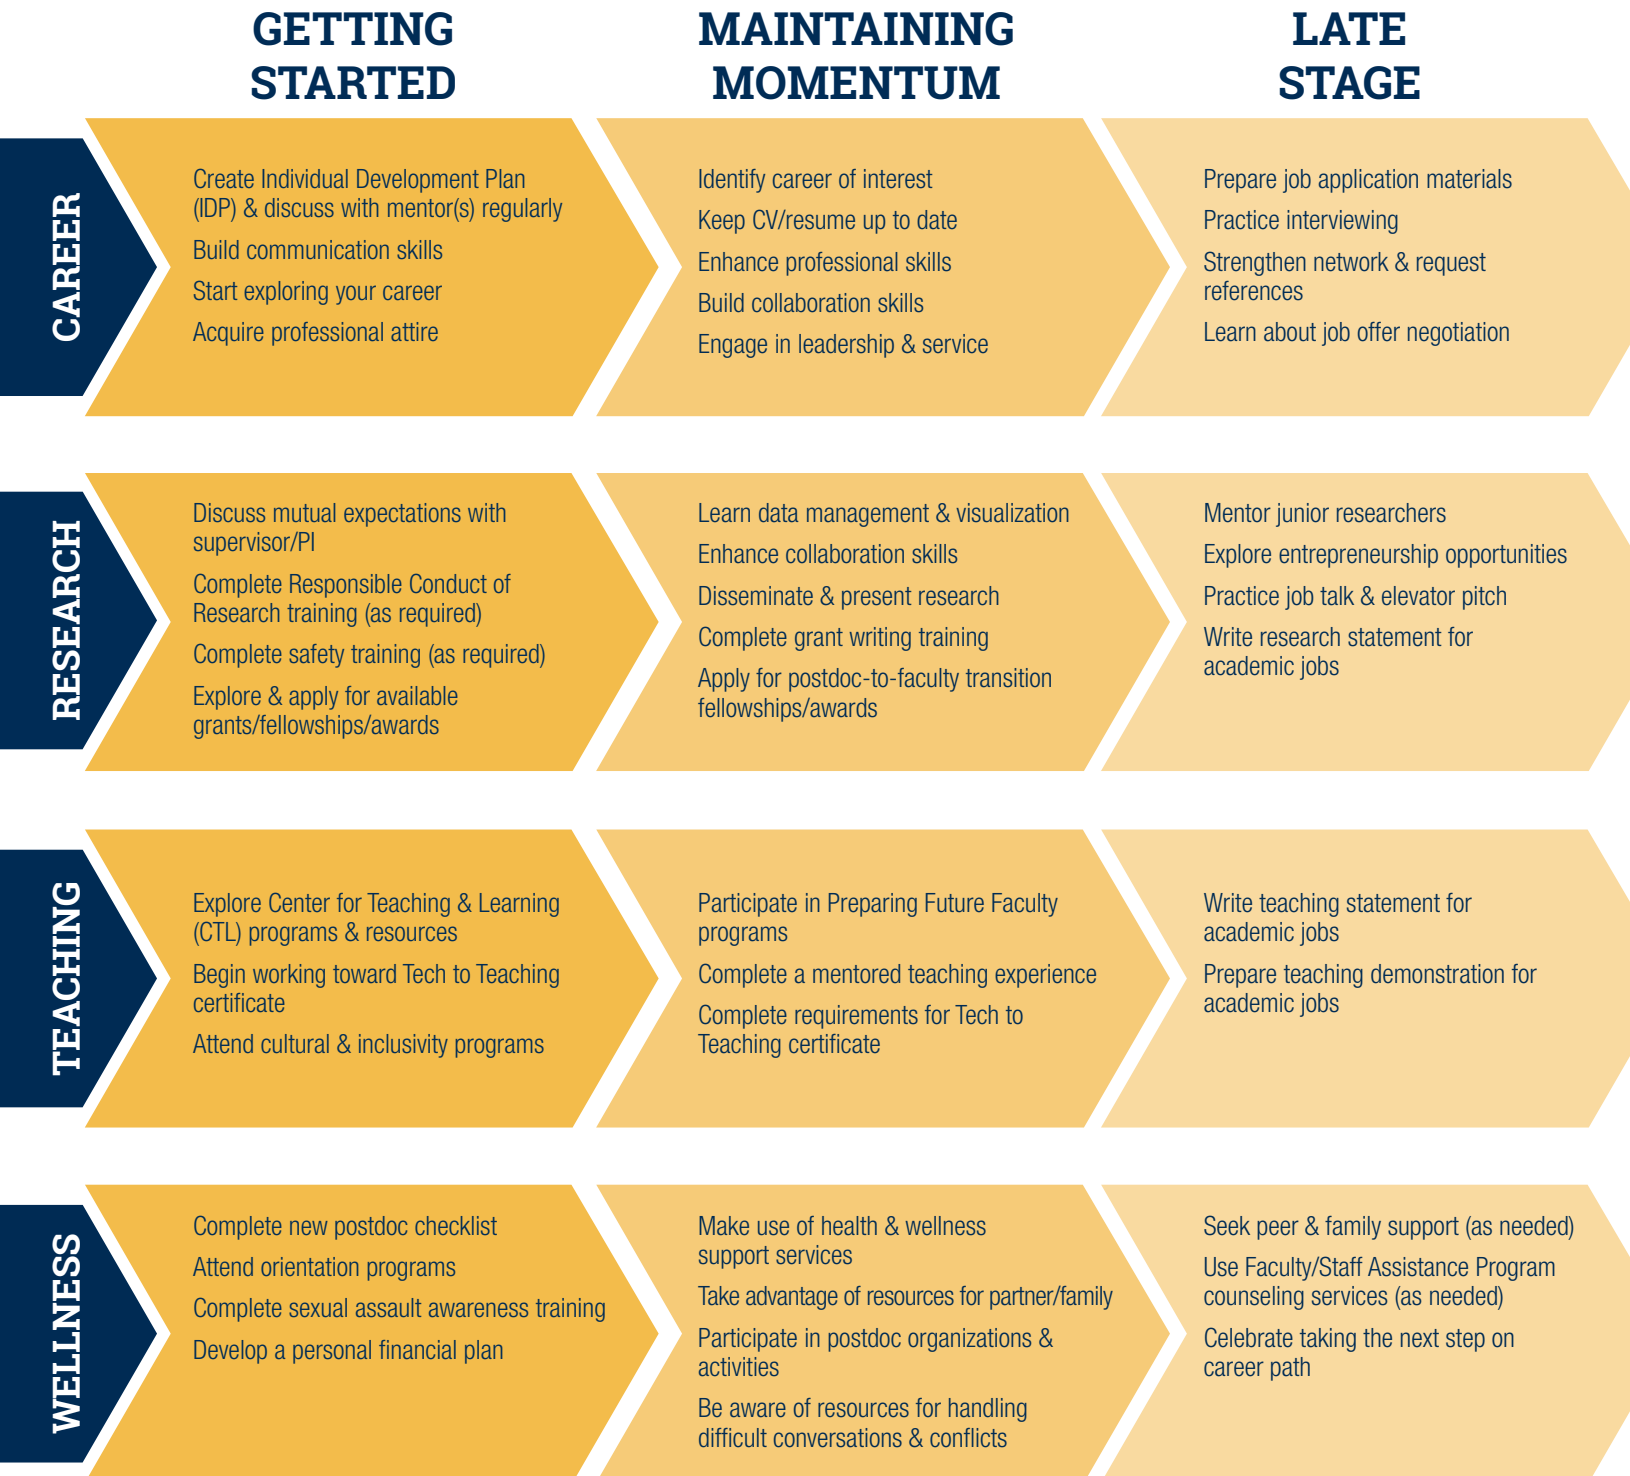 GETTING
STARTED
MAINTAINING
MOMENTUM
LATE
STAGE
CAREER
Create Individual Development Plan
(IDP) & discuss with mentor(s) regularly
Build communication skills
Start exploring your career
Acquire professional attire
Identify career of interest
Keep CV/resume up to date
Enhance professional skills
Build collaboration skills
Engage in leadership & service
Prepare job application materials
Practice interviewing
Strengthen network & request
references
Learn about job offer negotiation
RESEARCH
Discuss mutual expectations with
supervisor/PI
Complete Responsible Conduct of
Research training (as required)
Complete safety training (as required)
Explore & apply for available
grants/fellowships/awards
Learn data management & visualization
Enhance collaboration skills
Disseminate & present research
Complete grant writing training
Apply for postdoc-to-faculty transition
fellowships/awards
Mentor junior researchers
Explore entrepreneurship opportunities
Practice job talk & elevator pitch
Write research statement for
academic jobs
TEACHING
Explore Center for Teaching & Learning
(CTL) programs & resources
Begin working toward Tech to Teaching
certificate
Attend cultural & inclusivity programs
Participate in Preparing Future Faculty
programs
Complete a mentored teaching experience
Complete requirements for Tech to
Teaching certificate
Write teaching statement for
academic jobs
Prepare teaching demonstration for
academic jobs
WELLNESS
Complete new postdoc checklist
Attend orientation programs
Complete sexual assault awareness training
Develop a personal financial plan
Make use of health & wellness
support services
Take advantage of resources for partner/family
Participate in postdoc organizations &
activities
Be aware of resources for handling
difficult conversations & conflicts
Seek peer & family support (as needed)
Use Faculty/Staff Assistance Program
counseling services (as needed)
Celebrate taking the next step on
career path